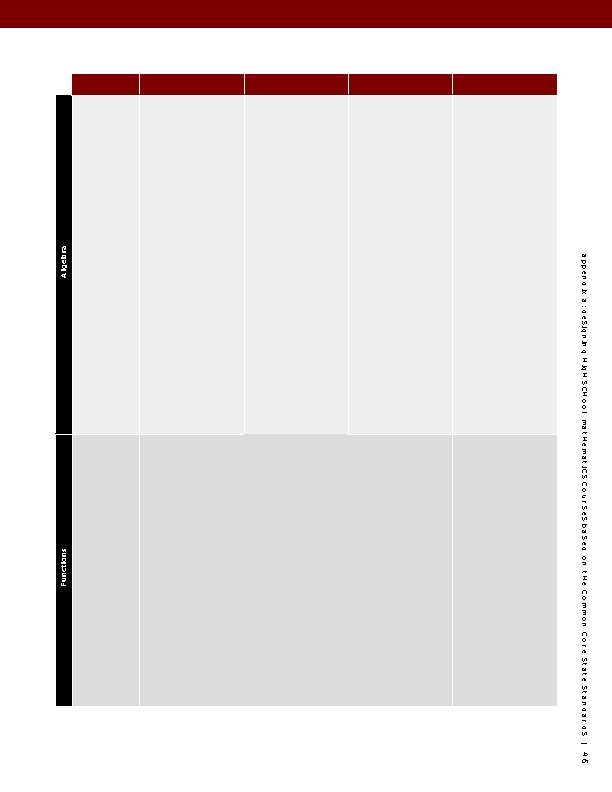 Algebra
Functions
appendix a: deSigning HigH SCHool matHematiCS CourSeS baSed on tHe Common Core State StandardS | 46